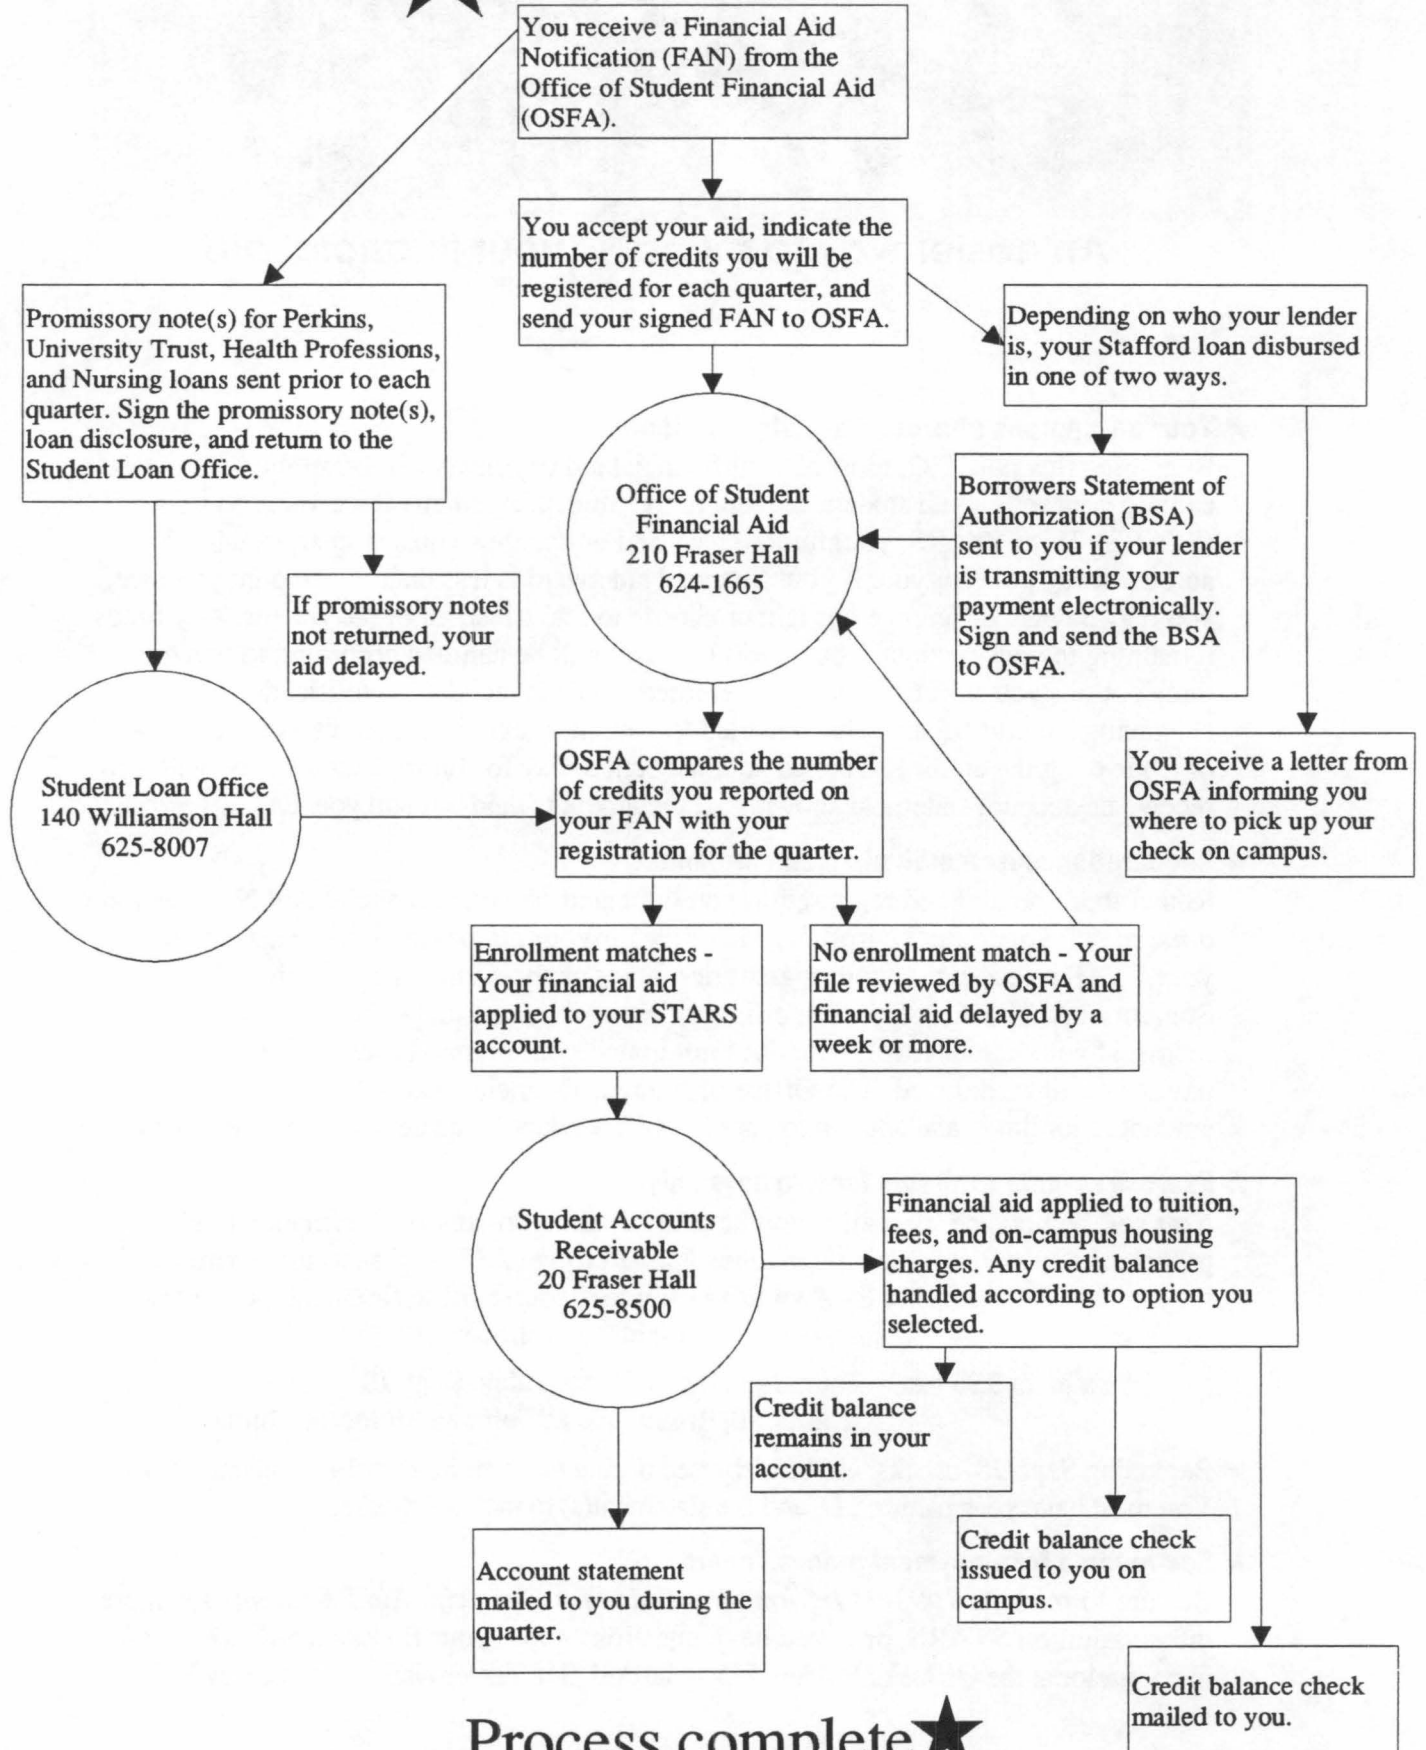 You receive a Financial Aid
Notification (FAN) from the
Office of Student Financial Aid
(OSFA).
You accept your aid, indicate the
number of credits you will be
registered for each quarter, and
send your signed FAN to OSFA.
Promissory note(s) for Perkins,
University Trust, Health Professions,
and Nursing loans sent prior to each
quarter. Sign the promissory note(s),
loan disclosure, and return to the
Student Loan Office.
Depending on who your lender
is, your Stafford loan disbursed
in one of two ways.
Office of Student
Financial Aid
210 Fraser Hall
624-1665
Borrowers Statement of
Authorization (BSA)
sent to you if your lender
is transmitting your
payment electronically.
Sign and send the BSA
to OSFA.
If promissory notes
not returned, your
aid delayed.
Student Loan Office
140 Williamson Hall
625-8007
OSFA compares the number
of credits you reported on
your FAN with your
registration for the quarter.
You receive a letter from
OSFA informing you
where to pick up your
check on campus.
Enrollment matches -
Your financial aid
applied to your STARS
account.
No enrollment match - Your
file reviewed by OSFA and
financial aid delayed by a
week or more.
Student Accounts
Receivable
20 Fraser Hall
625-8500
Financial aid applied to tuition,
fees, and on-campus housing
charges. Any credit balance
handled according to option you
selected.
Credit balance
remains in your
account.
Credit balance check
issued to you on
campus.
Account statement
mailed to you during the
quarter.
Credit balance check
mailed to you.
Process complete